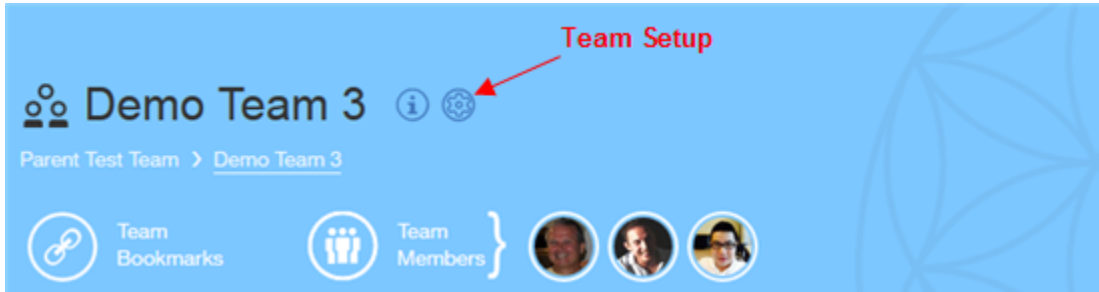 Team Setup
Demo Team 3
Parent Test Team > Demo Team 3
Team
Bookmarks
Team
Members